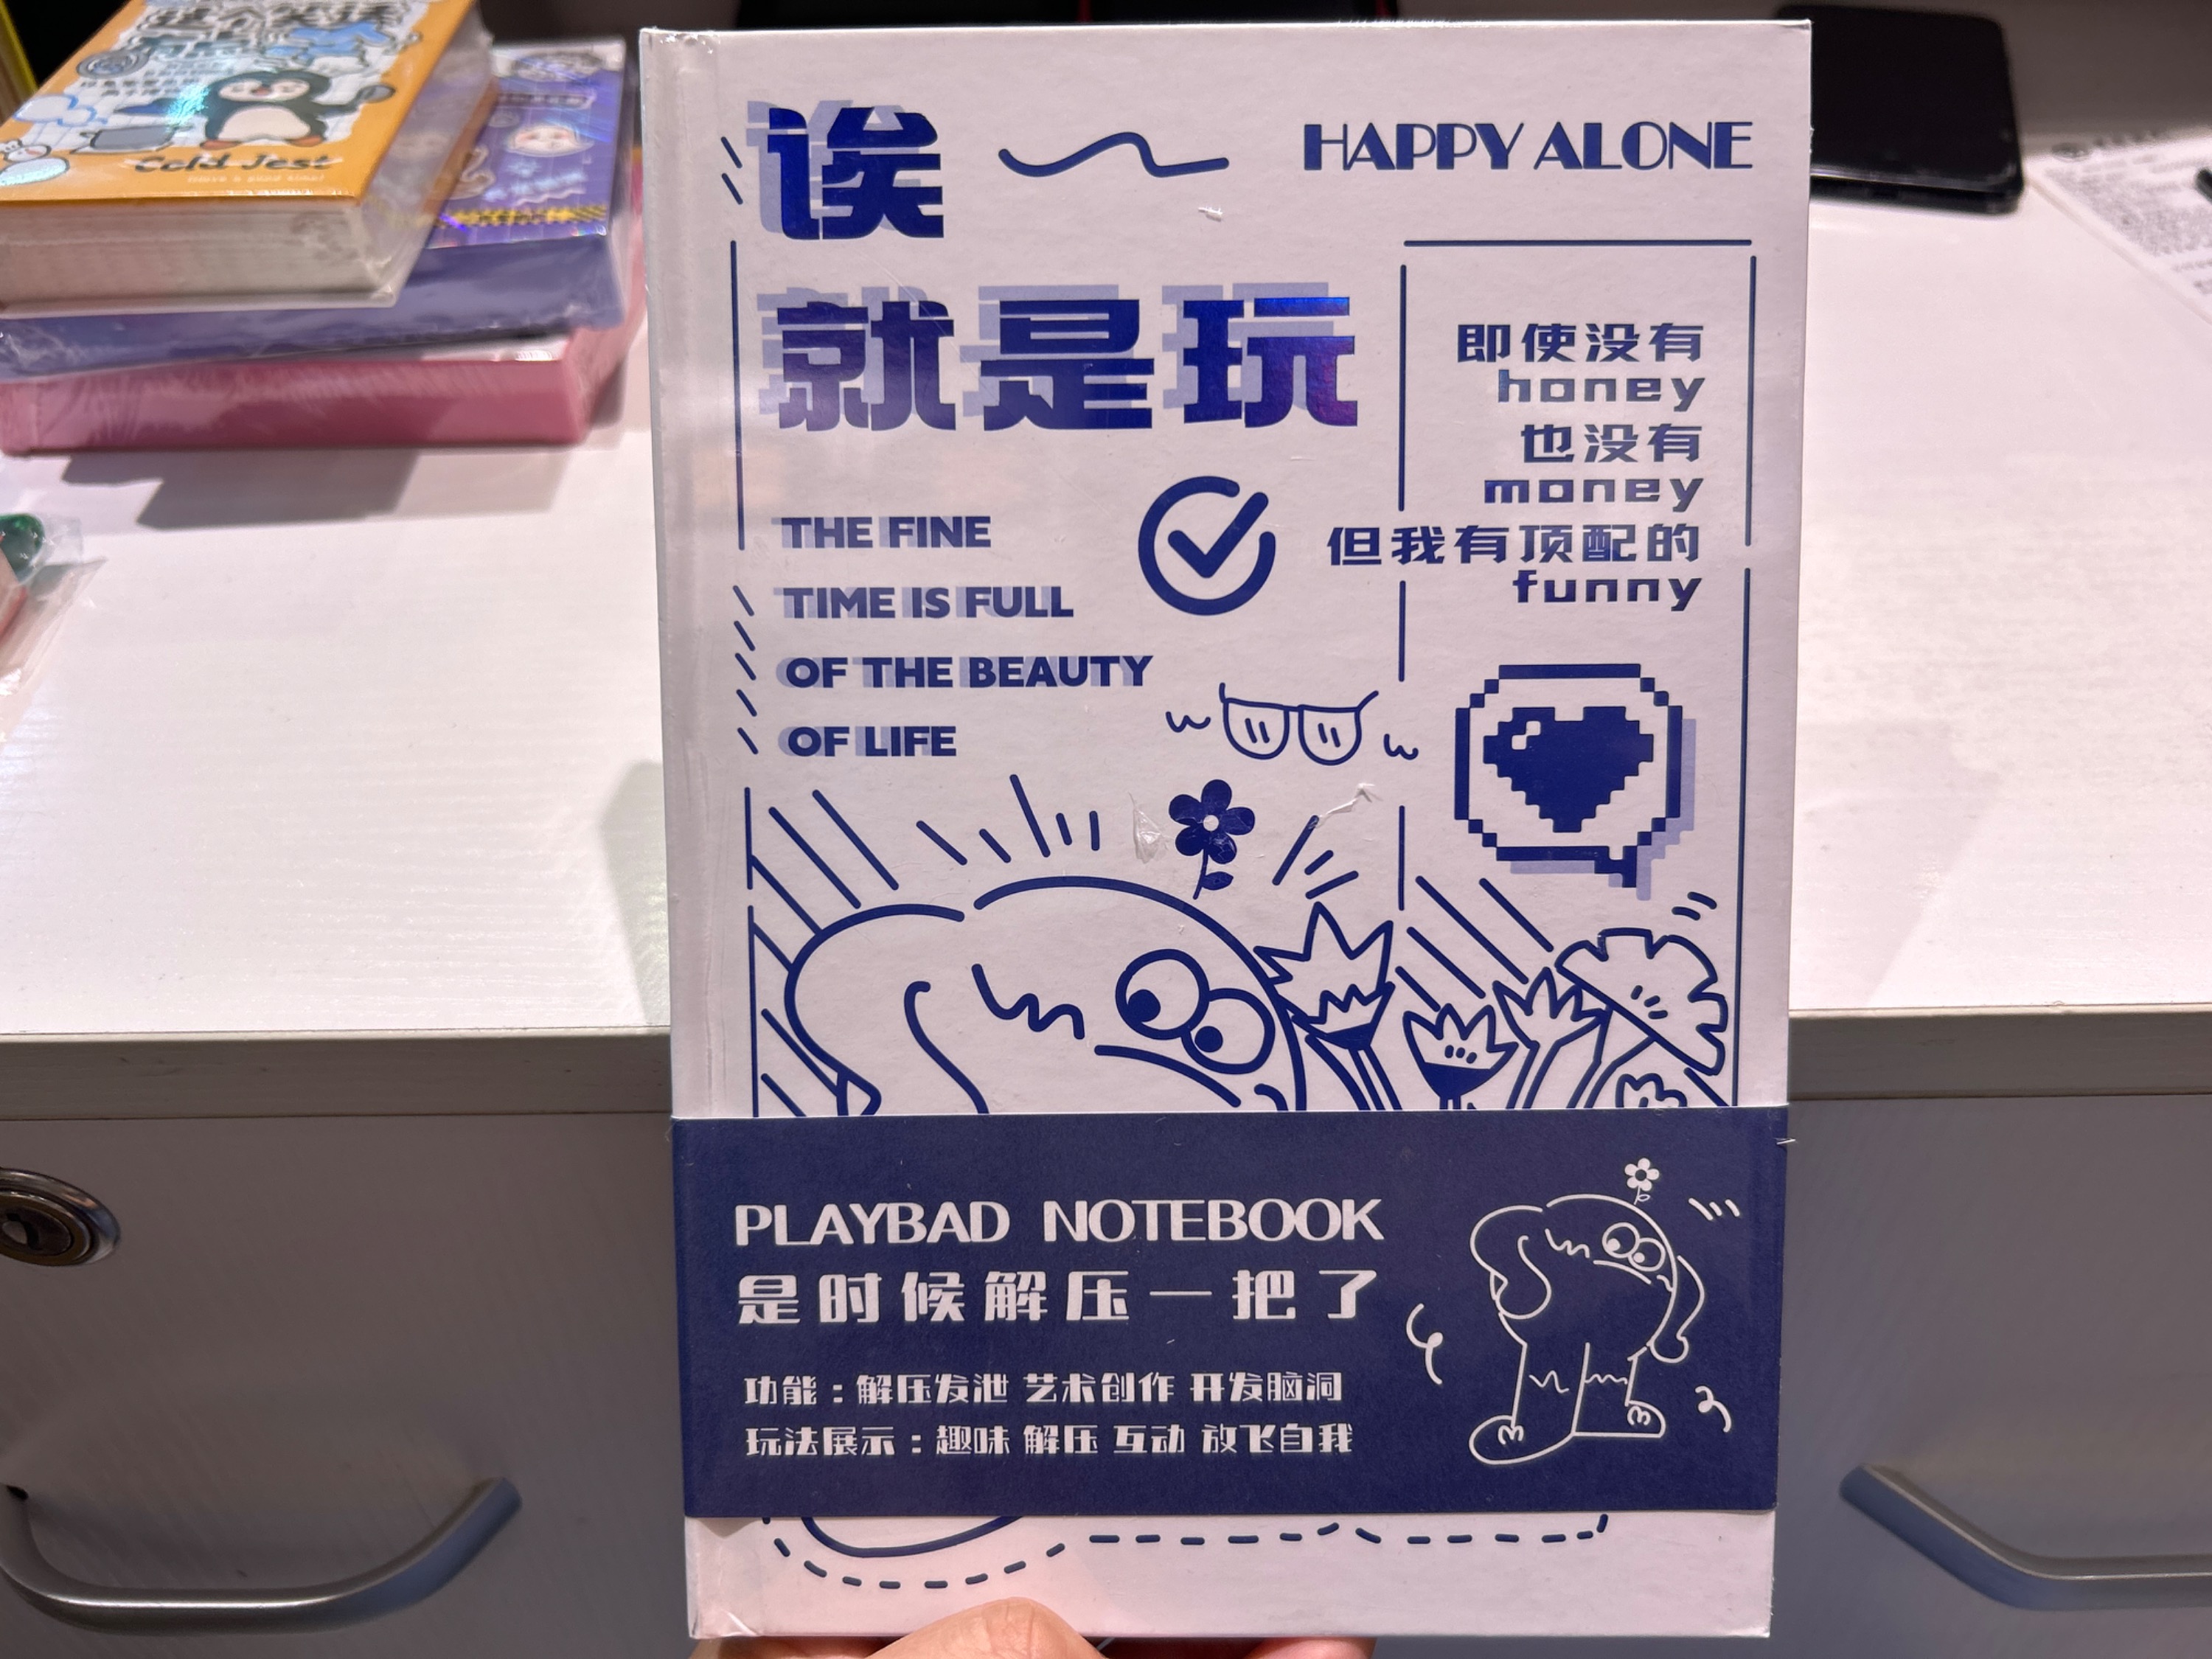 诶
HAPPY ALONE
就是玩
即使没有
honey
也没有
money
但我有顶配的
funny
THE FINE
TIME IS FULL
OF THE BEAUTY
OF LIFE
PLAYBAD NOTEBOOK
是时候解压一把了
功能：解压发泄 艺术创作 开发脑洞
玩法展示：趣味 解压 互动 放飞自我
Cold Jest